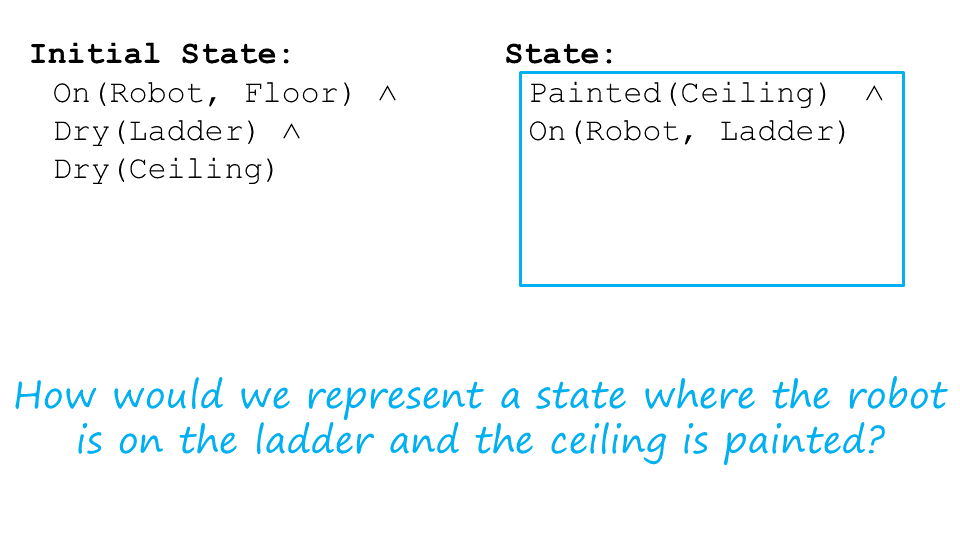 Initial State:
On(Robot, Floor) ∧
Dry(Ladder) ∧
Dry(Ceiling)
State:
Painted(Ceiling) ∧
On(Robot, Ladder)
How would we represent a state where the robot
is on the ladder and the ceiling is painted?